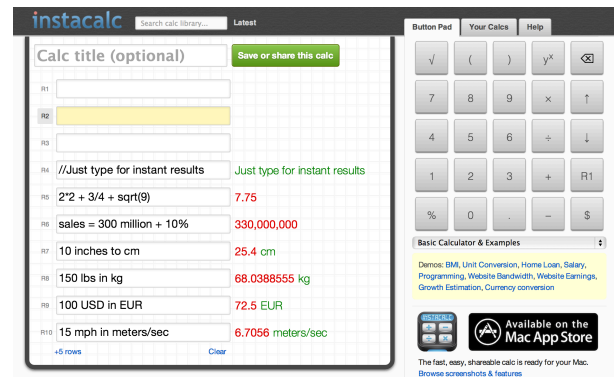 instacalc
Search calc library...
Latest
Calc title (optional)
Save or share this calc
R1
R2
R3
R4 //Just type for instant results Just type for instant results
R5 2*2 + 3/4 + sqrt(9) 7.75
R6 sales = 300 million + 10% 330,000,000
R7 10 inches to cm 25.4 cm
R8 150 lbs in kg 68.0388555 kg
R9 100 USD in EUR 72.5 EUR
R10 15 mph in meters/sec 6.7056 meters/sec
+5 rows Clear
Button Pad Your Calcs Help
√ ( ) yx ⌫
7 8 9 × ↑
4 5 6 ÷ ↓
1 2 3 + R1
% 0 . − $
Basic Calculator & Examples
Demos: BMI, Unit Conversion, Home Loan, Salary,
Programming, Website Bandwidth, Website Earnings,
Growth Estimation, Currency conversion
INSTACALC
Available on the
Mac App Store
The fast, easy, shareable calc is ready for your Mac.
Browse screenshots & features